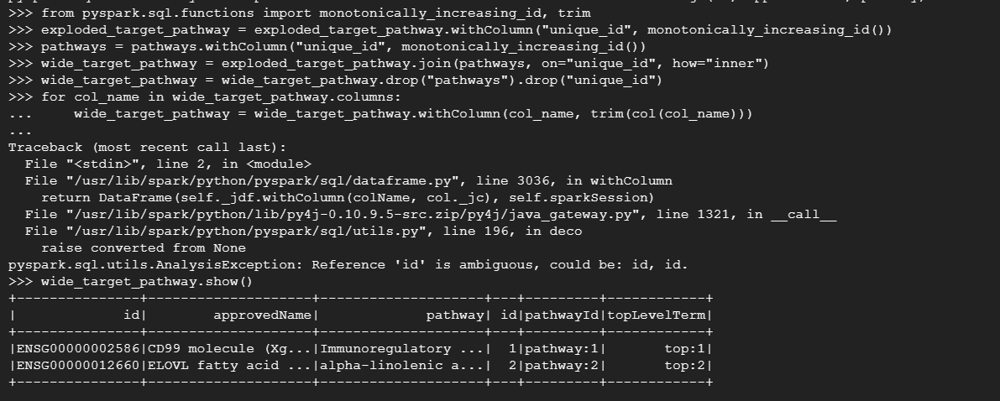 >>> from pyspark.sql.functions import monotonically_increasing_id, trim
>>> exploded_target_pathway = exploded_target_pathway.withColumn("unique_id", monotonically_increasing_id())
>>> pathways = pathways.withColumn("unique_id", monotonically_increasing_id())
>>> wide_target_pathway = exploded_target_pathway.join(pathways, on="unique_id", how="inner")
>>> wide_target_pathway = wide_target_pathway.drop("pathways").drop("unique_id")
>>> for col_name in wide_target_pathway.columns:
...     wide_target_pathway = wide_target_pathway.withColumn(col_name, trim(col(col_name)))
...
Traceback (most recent call last):
  File "<stdin>", line 2, in <module>
  File "/usr/lib/spark/python/pyspark/sql/dataframe.py", line 3036, in withColumn
    return DataFrame(self._jdf.withColumn(colName, col._jc), self.sparkSession)
  File "/usr/lib/spark/python/lib/py4j-0.10.9.5-src.zip/py4j/java_gateway.py", line 1321, in __call__
  File "/usr/lib/spark/python/pyspark/sql/utils.py", line 196, in deco
    raise converted from None
pyspark.sql.utils.AnalysisException: Reference 'id' is ambiguous, could be: id, id.
>>> wide_target_pathway.show()
+---------------+--------------------+--------------------+---+---------+------------+
|             id|        approvedName|             pathway| id|pathwayId|topLevelTerm|
+---------------+--------------------+--------------------+---+---------+------------+
|ENSG00000002586|CD99 molecule (Xg...|Immunoregulatory ...|  1|pathway:1|       top:1|
|ENSG00000012660|ELOVL fatty acid ...|alpha-linolenic a...|  2|pathway:2|       top:2|
+---------------+--------------------+--------------------+---+---------+------------+